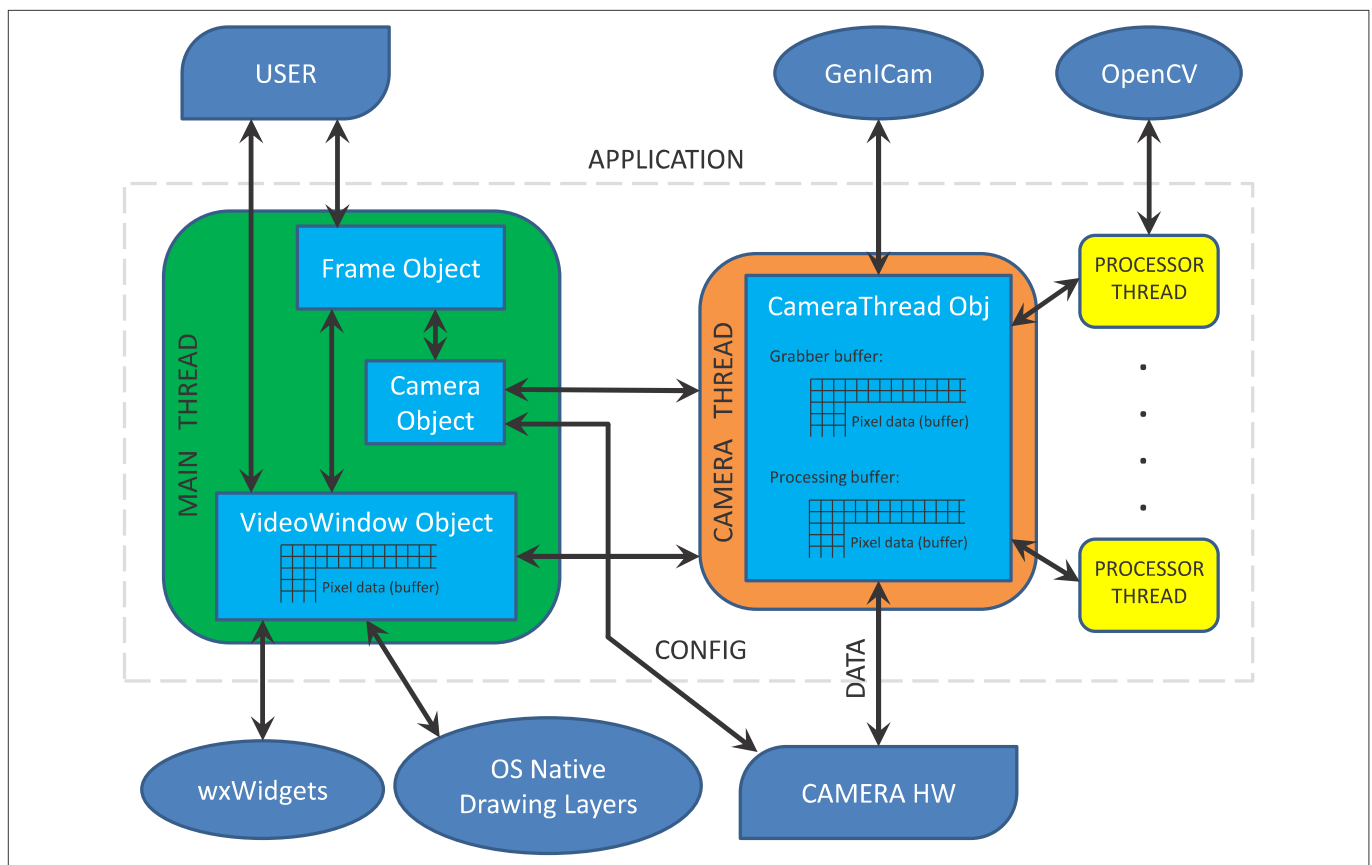 USER
GenICam
OpenCV
APPLICATION
MAIN THREAD
Frame Object
Camera
Object
VideoWindow Object
Pixel data (buffer)
CAMERA THREAD
CameraThread Obj
Grabber buffer:
Pixel data (buffer)
Processing buffer:
Pixel data (buffer)
PROCESSOR
THREAD
PROCESSOR
THREAD
CONFIG
DATA
wxWidgets
OS Native
Drawing Layers
CAMERA HW